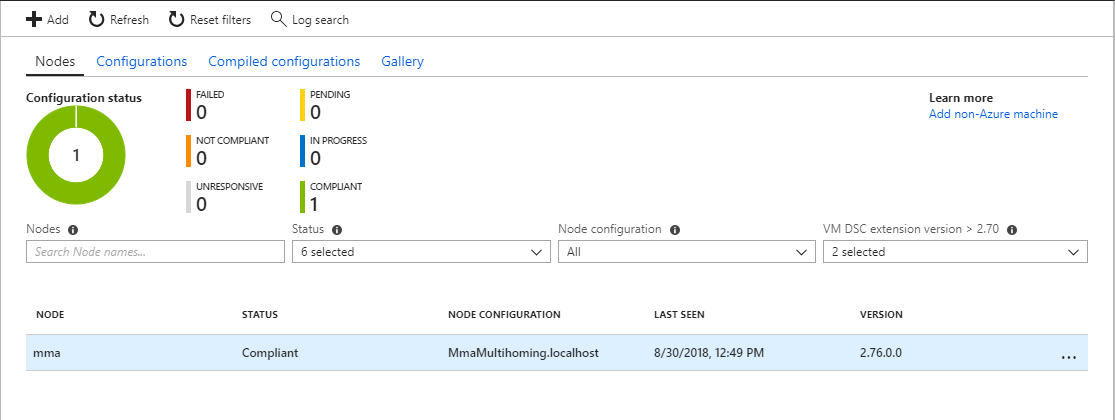 Add Refresh Reset filters Log search
Nodes Configurations Compiled configurations Gallery
Configuration status
1
FAILED
0
PENDING
0
NOT COMPLIANT
0
IN PROGRESS
0
UNRESPONSIVE
0
COMPLIANT
1
Learn more
Add non-Azure machine
Nodes
Search Node names...
Status
6 selected
Node configuration
All
VM DSC extension version > 2.70
2 selected
NODE STATUS NODE CONFIGURATION LAST SEEN VERSION
mma Compliant MmaMultihoming.localhost 8/30/2018, 12:49 PM 2.76.0.0 ...